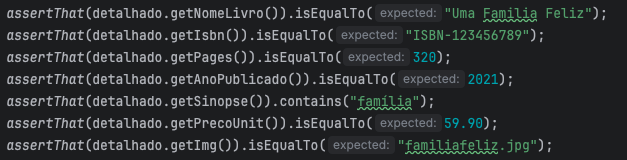 assertThat(detalhado.getNomeLivro()).isEqualTo( expected: "Uma Familia Feliz");
assertThat(detalhado.getIsbn()).isEqualTo( expected: "ISBN-123456789");
assertThat(detalhado.getPages()).isEqualTo( expected: 320);
assertThat(detalhado.getAnoPublicado()).isEqualTo( expected: 2021);
assertThat(detalhado.getSinopse()).contains("família");
assertThat(detalhado.getPrecoUnit()).isEqualTo( expected: 59.90);
assertThat(detalhado.getImg()).isEqualTo( expected: "familiafeliz.jpg");